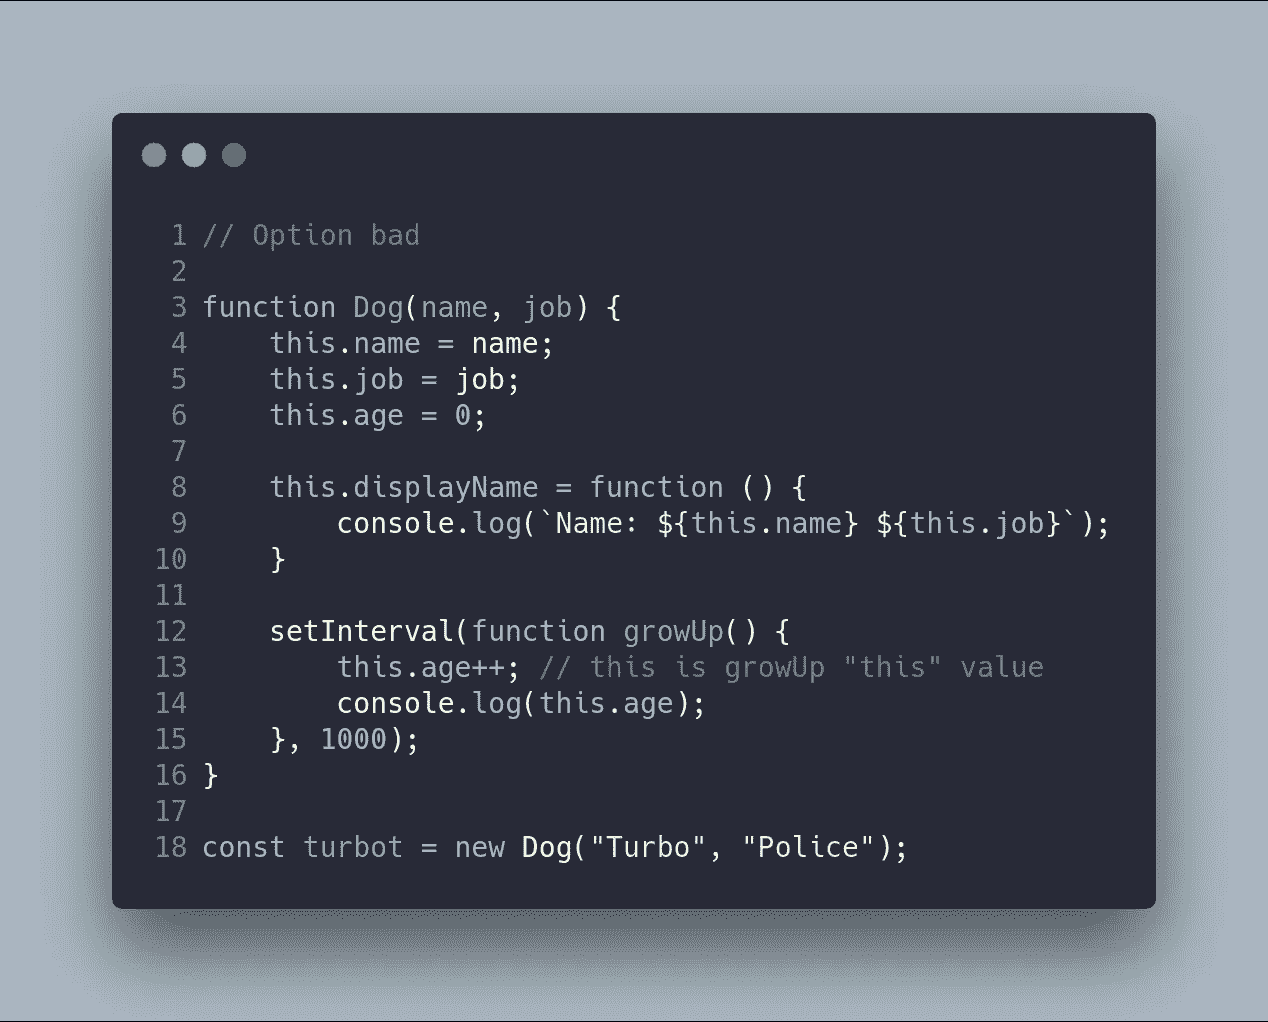 1 // Option bad
2
3 function Dog(name, job) {
4     this.name = name;
5     this.job = job;
6     this.age = 0;
7
8     this.displayName = function () {
9         console.log(`Name: ${this.name} ${this.job}`);
10     }
11
12     setInterval(function growUp() {
13         this.age++; // this is growUp "this" value
14         console.log(this.age);
15     }, 1000);
16 }
17
18 const turbot = new Dog("Turbo", "Police");